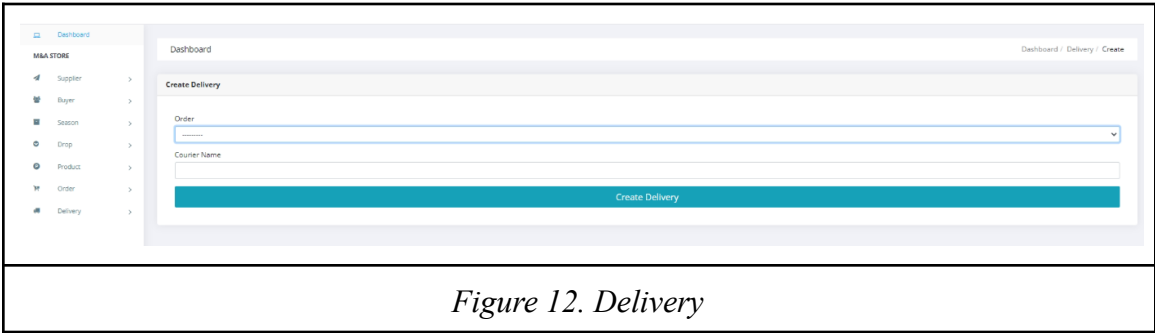 Dashboard
M&A STORE
Supplier
Buyer
Season
Drop
Product
Order
Delivery
Dashboard
Dashboard / Delivery / Create
Create Delivery
Order
---------
Courier Name
Create Delivery
Figure 12. Delivery